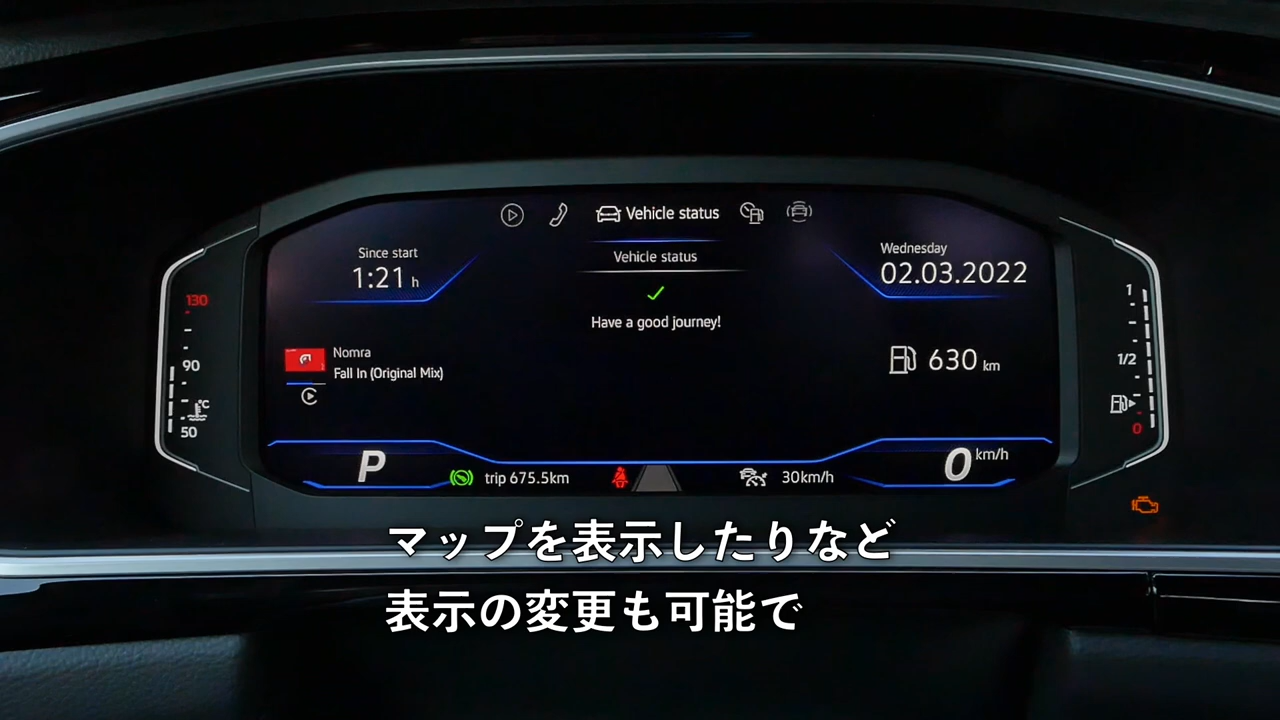 Vehicle status
Since start
1:21 h
Vehicle status
Have a good journey!
Wednesday
02.03.2022
130
90
°C
50
Nomra
Fall In (Original Mix)
630 km
1
1/2
0
P
trip 675.5km
30km/h
0 km/h
マップを表示したりなど
表示の変更も可能で